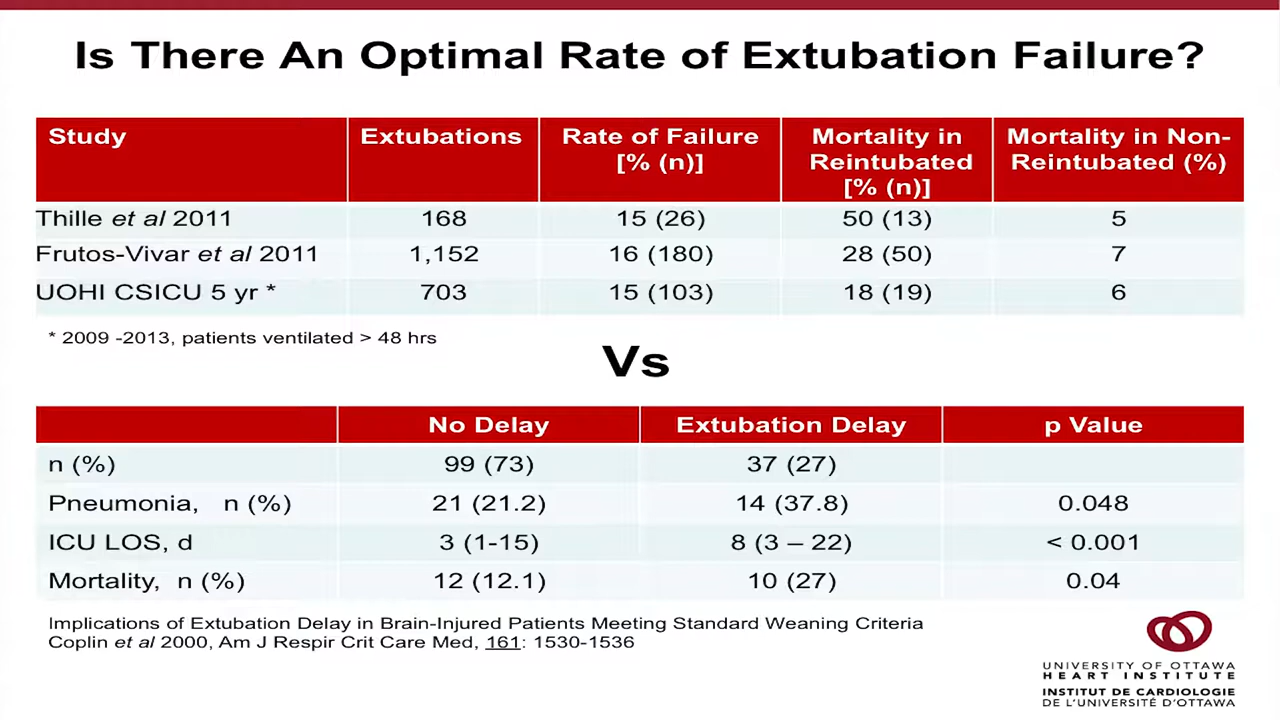 Is There An Optimal Rate of Extubation Failure?
Study Extubations Rate of Failure [% (n)] Mortality in Reintubated [% (n)] Mortality in Non-Reintubated (%)
Thille et al 2011 168 15 (26) 50 (13) 5
Frutos-Vivar et al 2011 1,152 16 (180) 28 (50) 7
UOHI CSICU 5 yr * 703 15 (103) 18 (19) 6
* 2009 -2013, patients ventilated > 48 hrs
Vs
No Delay Extubation Delay p Value
n (%) 99 (73) 37 (27)
Pneumonia, n (%) 21 (21.2) 14 (37.8) 0.048
ICU LOS, d 3 (1-15) 8 (3 – 22) < 0.001
Mortality, n (%) 12 (12.1) 10 (27) 0.04
Implications of Extubation Delay in Brain-Injured Patients Meeting Standard Weaning Criteria
Coplin et al 2000, Am J Respir Crit Care Med, 161: 1530-1536
UNIVERSITY OF OTTAWA
HEART INSTITUTE
INSTITUT DE CARDIOLOGIE
DE L'UNIVERSITÉ D'OTTAWA